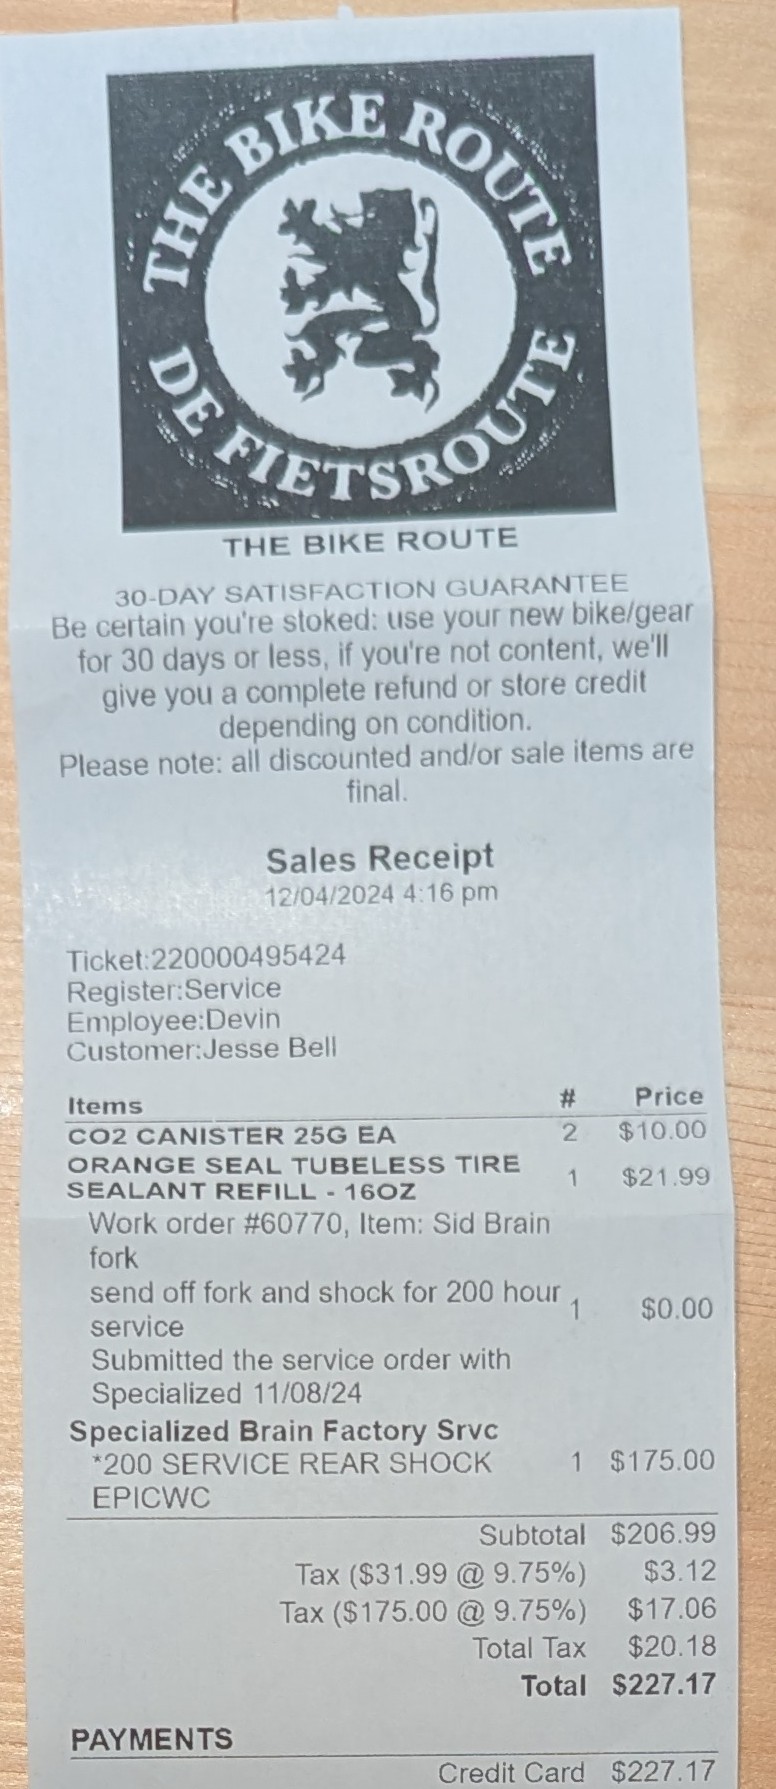 THE BIKE ROUTE
DE FIETSROUTE
THE BIKE ROUTE
30-DAY SATISFACTION GUARANTEE
Be certain you're stoked: use your new bike/gear
for 30 days or less, if you're not content, we'll
give you a complete refund or store credit
depending on condition.
Please note: all discounted and/or sale items are
final.
Sales Receipt
12/04/2024 4:16 pm
Ticket:220000495424
Register:Service
Employee:Devin
Customer:Jesse Bell
Items # Price
CO2 CANISTER 25G EA 2 $10.00
ORANGE SEAL TUBELESS TIRE
SEALANT REFILL - 16OZ 1 $21.99
Work order #60770, Item: Sid Brain
fork
send off fork and shock for 200 hour
service 1 $0.00
Submitted the service order with
Specialized 11/08/24
Specialized Brain Factory Srvc
*200 SERVICE REAR SHOCK 1 $175.00
EPICWC
Subtotal $206.99
Tax ($31.99 @ 9.75%) $3.12
Tax ($175.00 @ 9.75%) $17.06
Total Tax $20.18
Total $227.17
PAYMENTS
Credit Card $227.17